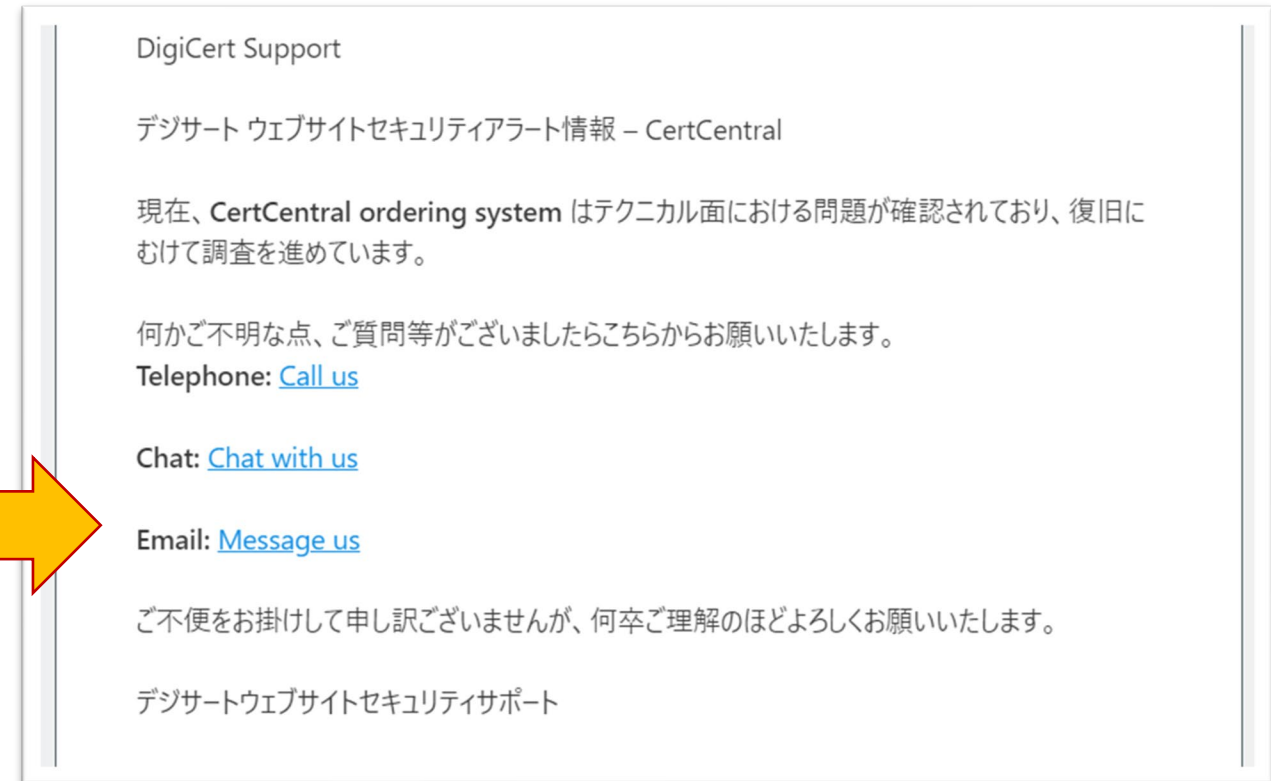 DigiCert Support
デジサート ウェブサイトセキュリティアラート情報 – CertCentral
現在、CertCentral ordering system はテクニカル面における問題が確認されており、復旧に
むけて調査を進めています。
何かご不明な点、ご質問等がございましたらこちらからお願いいたします。
Telephone: Call us
Chat: Chat with us
Email: Message us
ご不便をお掛けして申し訳ございませんが、何卒ご理解のほどよろしくお願いいたします。
デジサートウェブサイトセキュリティサポート